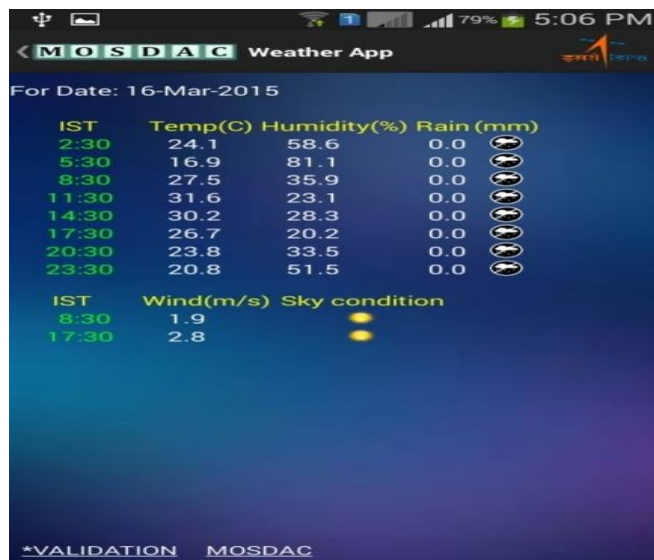 1 79% 5:06 PM
MOSDAC Weather App
इसरो isro
For Date: 16-Mar-2015
IST Temp(C) Humidity(%) Rain (mm)
2:30 24.1 58.6 0.0
5:30 16.9 81.1 0.0
8:30 27.5 35.9 0.0
11:30 31.6 23.1 0.0
14:30 30.2 28.3 0.0
17:30 26.7 20.2 0.0
20:30 23.8 33.5 0.0
23:30 20.8 51.5 0.0
IST Wind(m/s) Sky condition
8:30 1.9
17:30 2.8
*VALIDATION MOSDAC